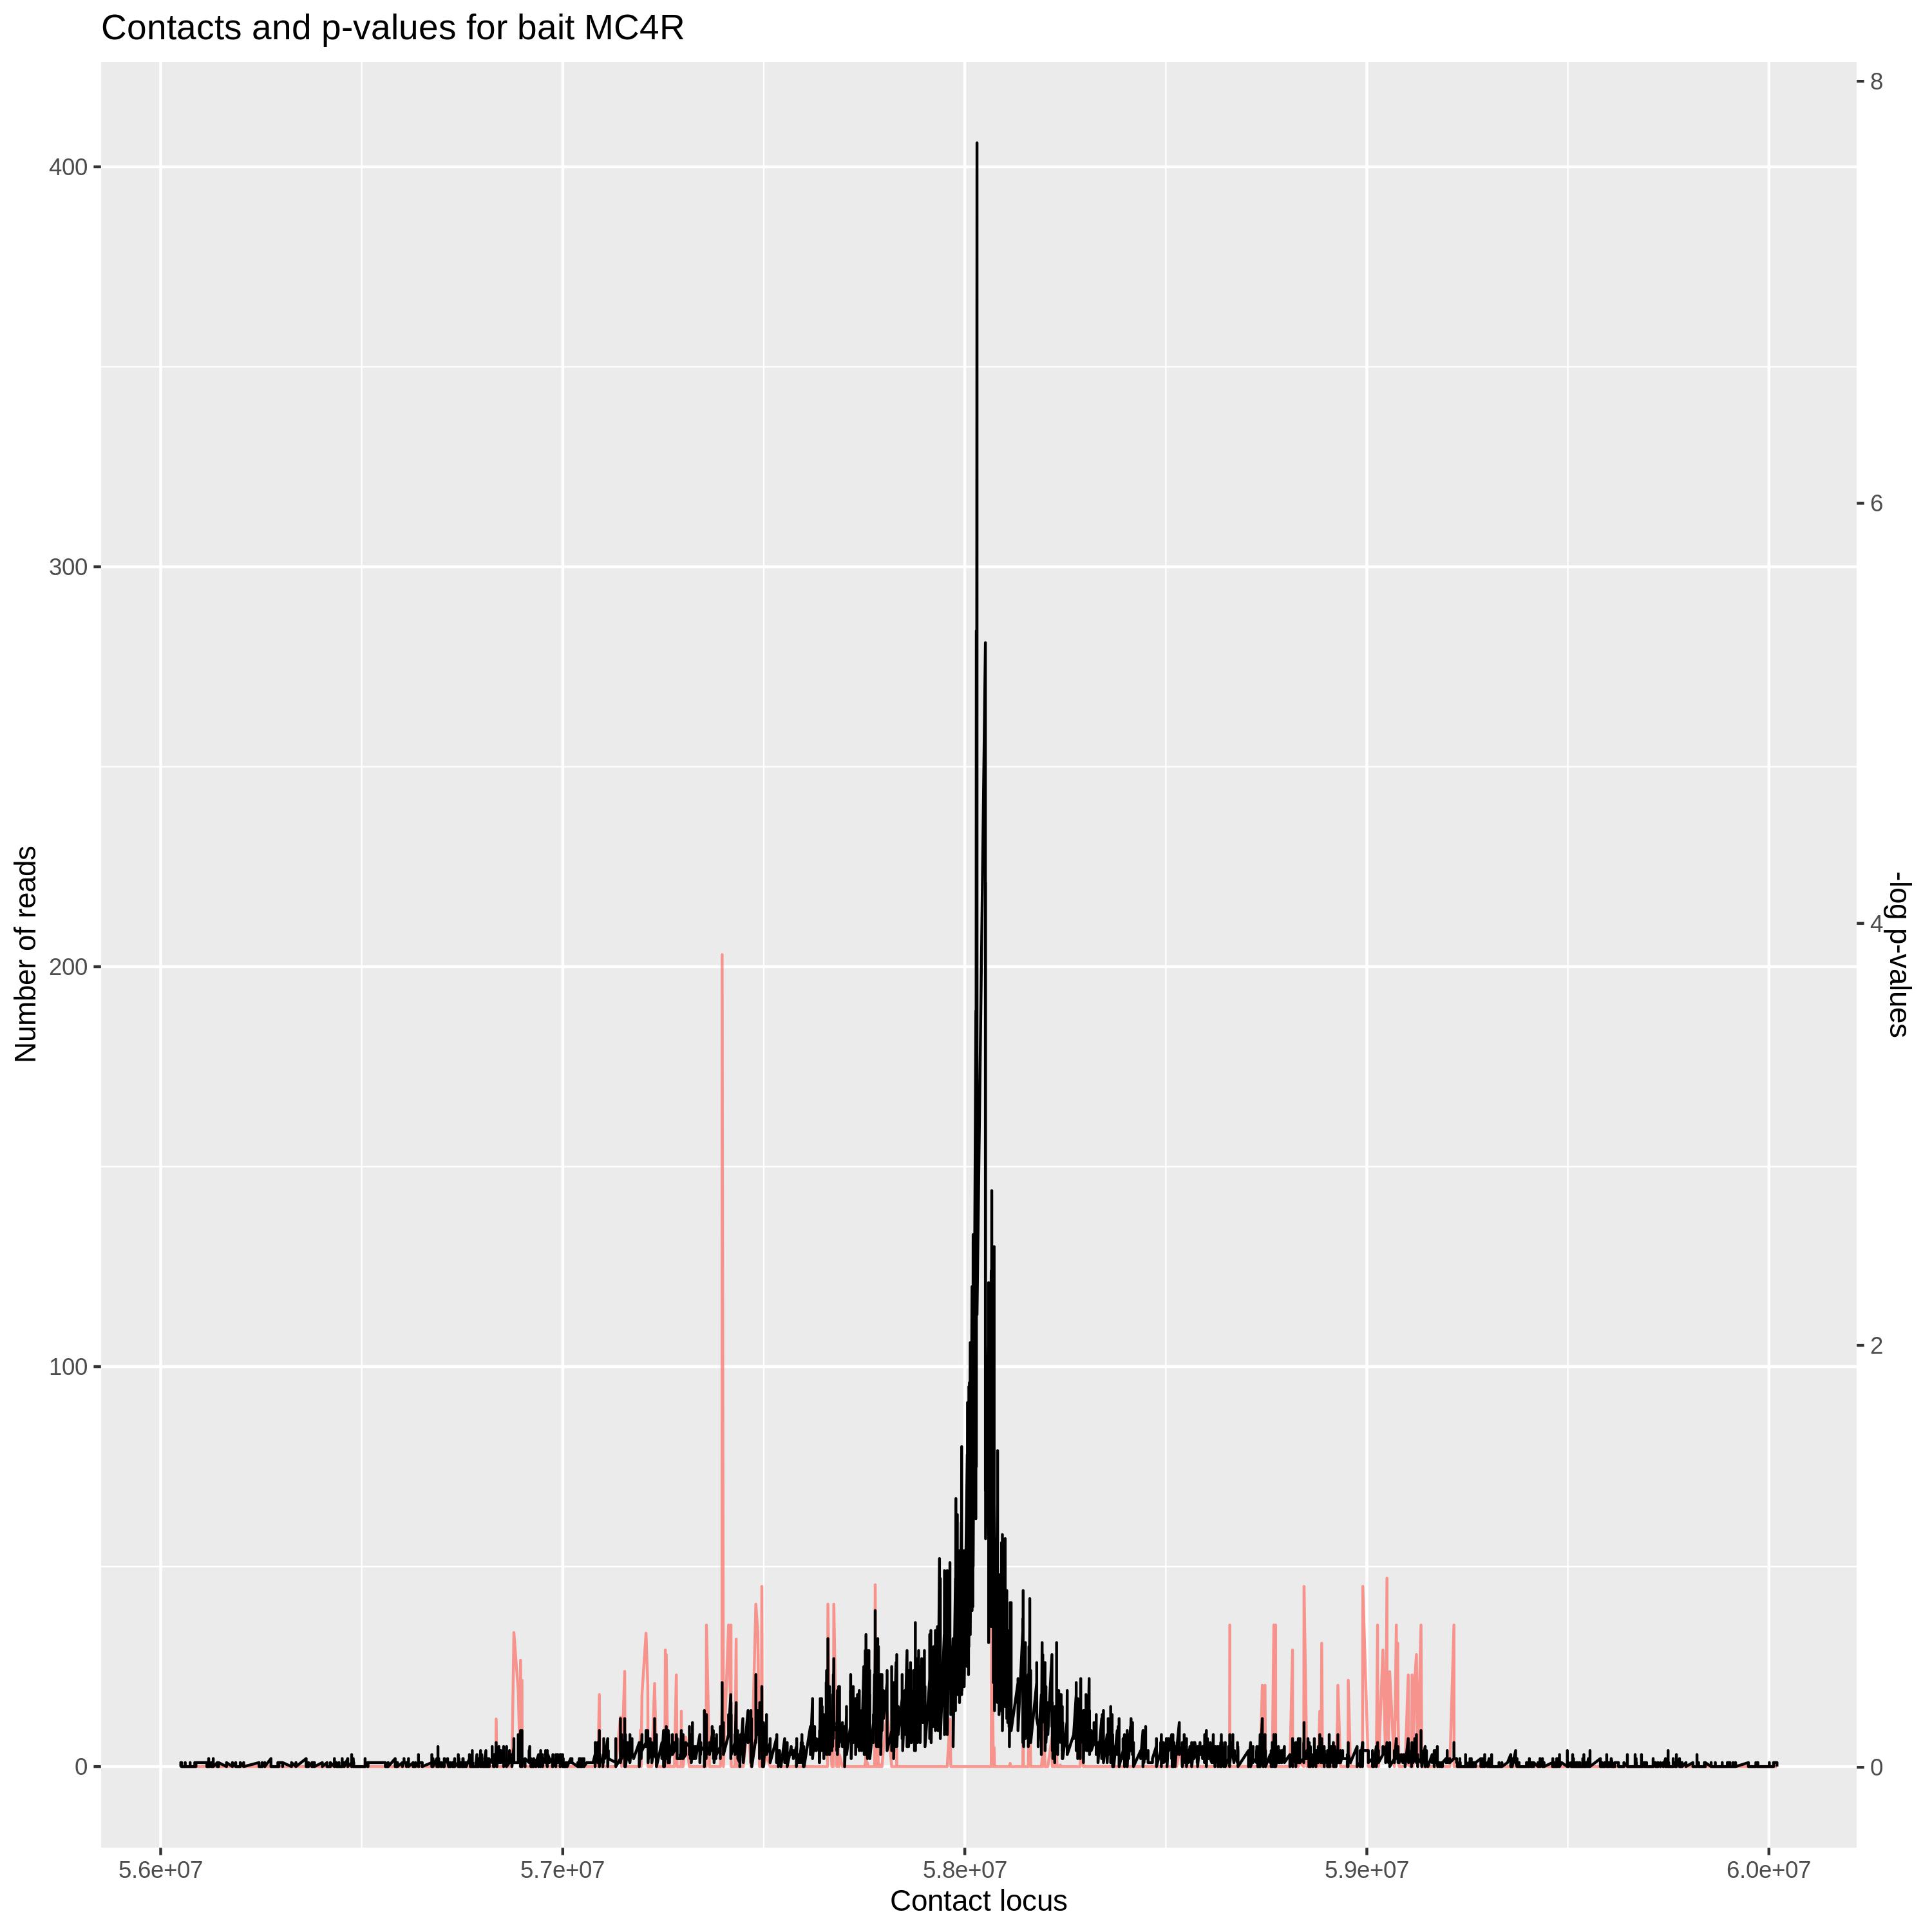 Contacts and p-values for bait MC4R
8
400
6
300
Number of reads
-log p-values
4
200
2
100
0
0
5.6e+07 5.7e+07 5.8e+07 5.9e+07 6.0e+07
Contact locus